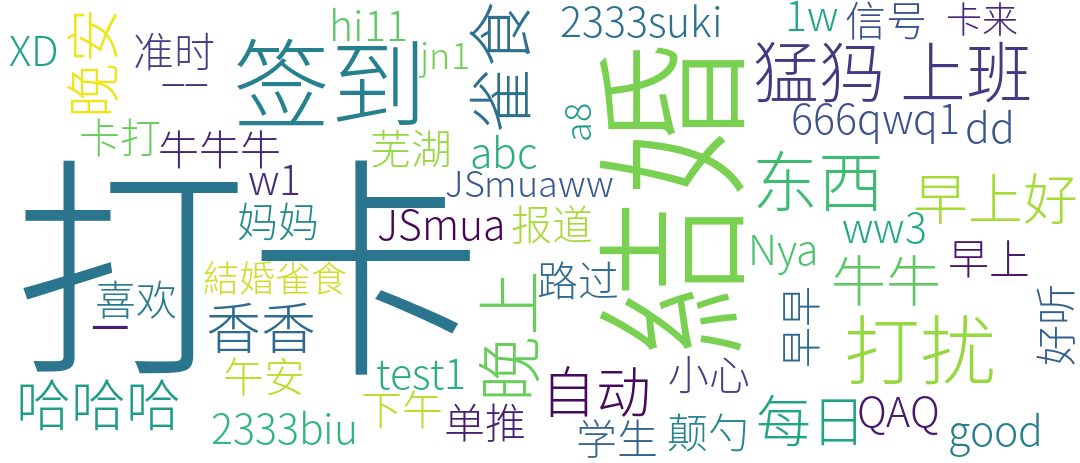 XD
晚安
准时
一一
签到
hi11
jn1
雀食
2333suki
結婚
1w
信号
卡来
猛犸
上班
666qwq1
dd
卡打
牛牛牛
芜湖
abc
a8
w1
JSmuaww
妈妈
JSmua
报道
东西
早上好
ww3
打卡
結婚雀食
路过
Nya
牛牛
早上
喜欢
一
香香
晚上
早早
打扰
好听
午安
哈哈哈
test1
下午
自动
小心
2333biu
单推
学生
颠勺
每日
QAQ
good